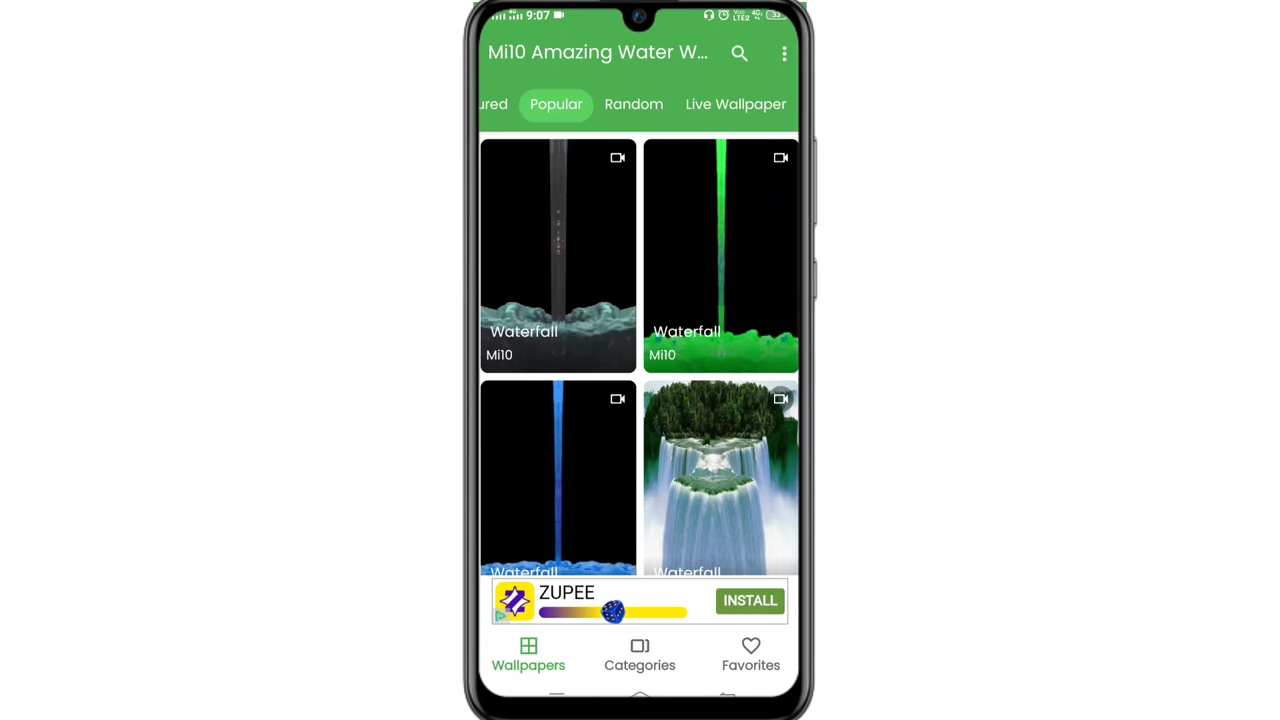 9:07
33
Mi10 Amazing Water W...
ured Popular Random Live Wallpaper
Waterfall Waterfall
Mi10 Mi10
Waterfall Waterfall
ZUPEE
INSTALL
Wallpapers Categories Favorites